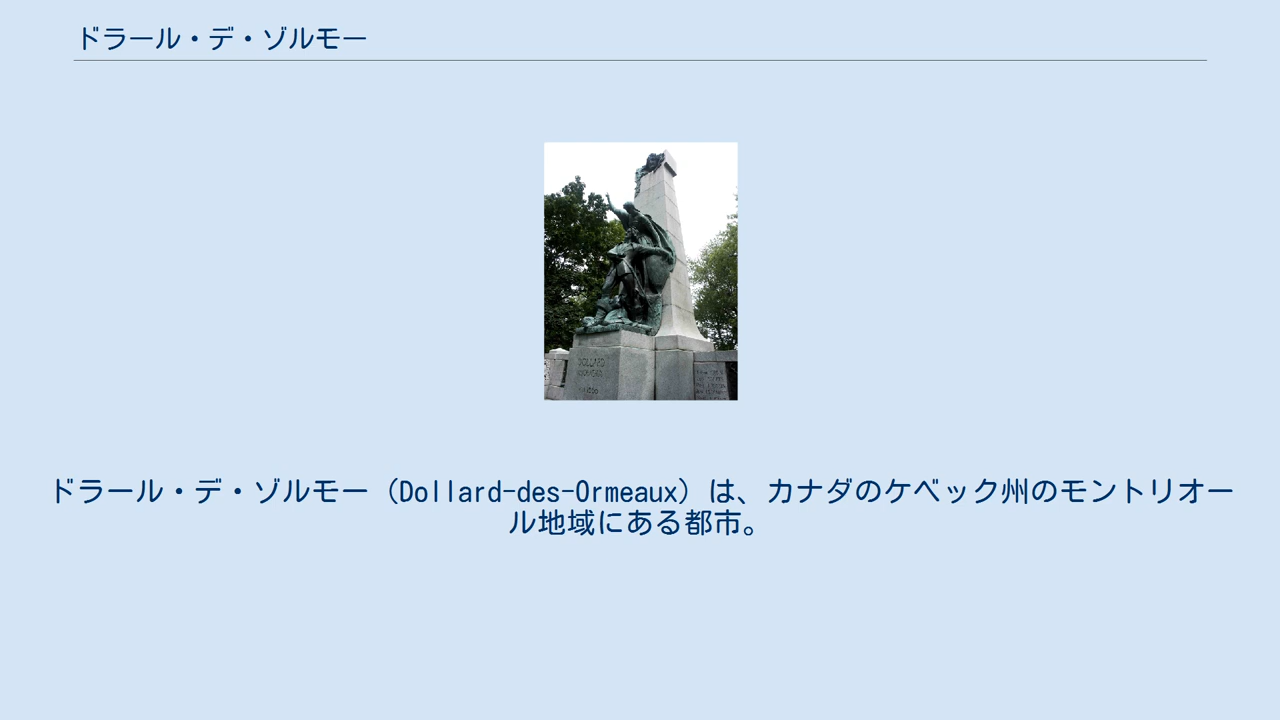 ドラール・デ・ゾルモー
DOLLARD
ドラール・デ・ゾルモー（Dollard-des-Ormeaux）は、カナダのケベック州のモントリオー
ル地域にある都市。